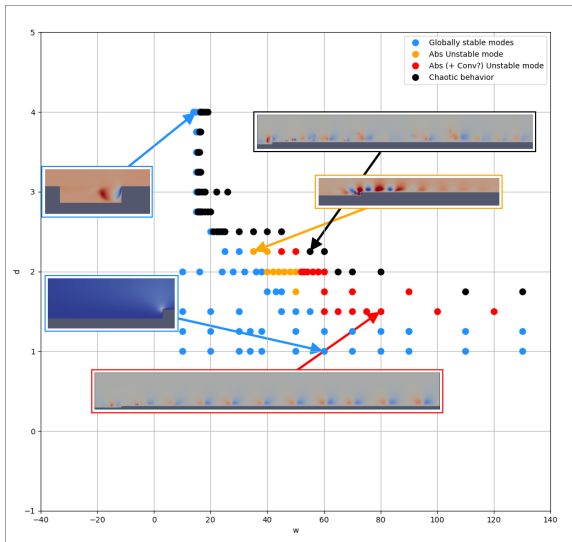 5
Globally stable modes
Abs Unstable mode
Abs (+ Conv?) Unstable mode
Chaotic behavior
4
3
d
2
1
0
−1
−40
−20
0
20
40
60
80
100
120
140
w